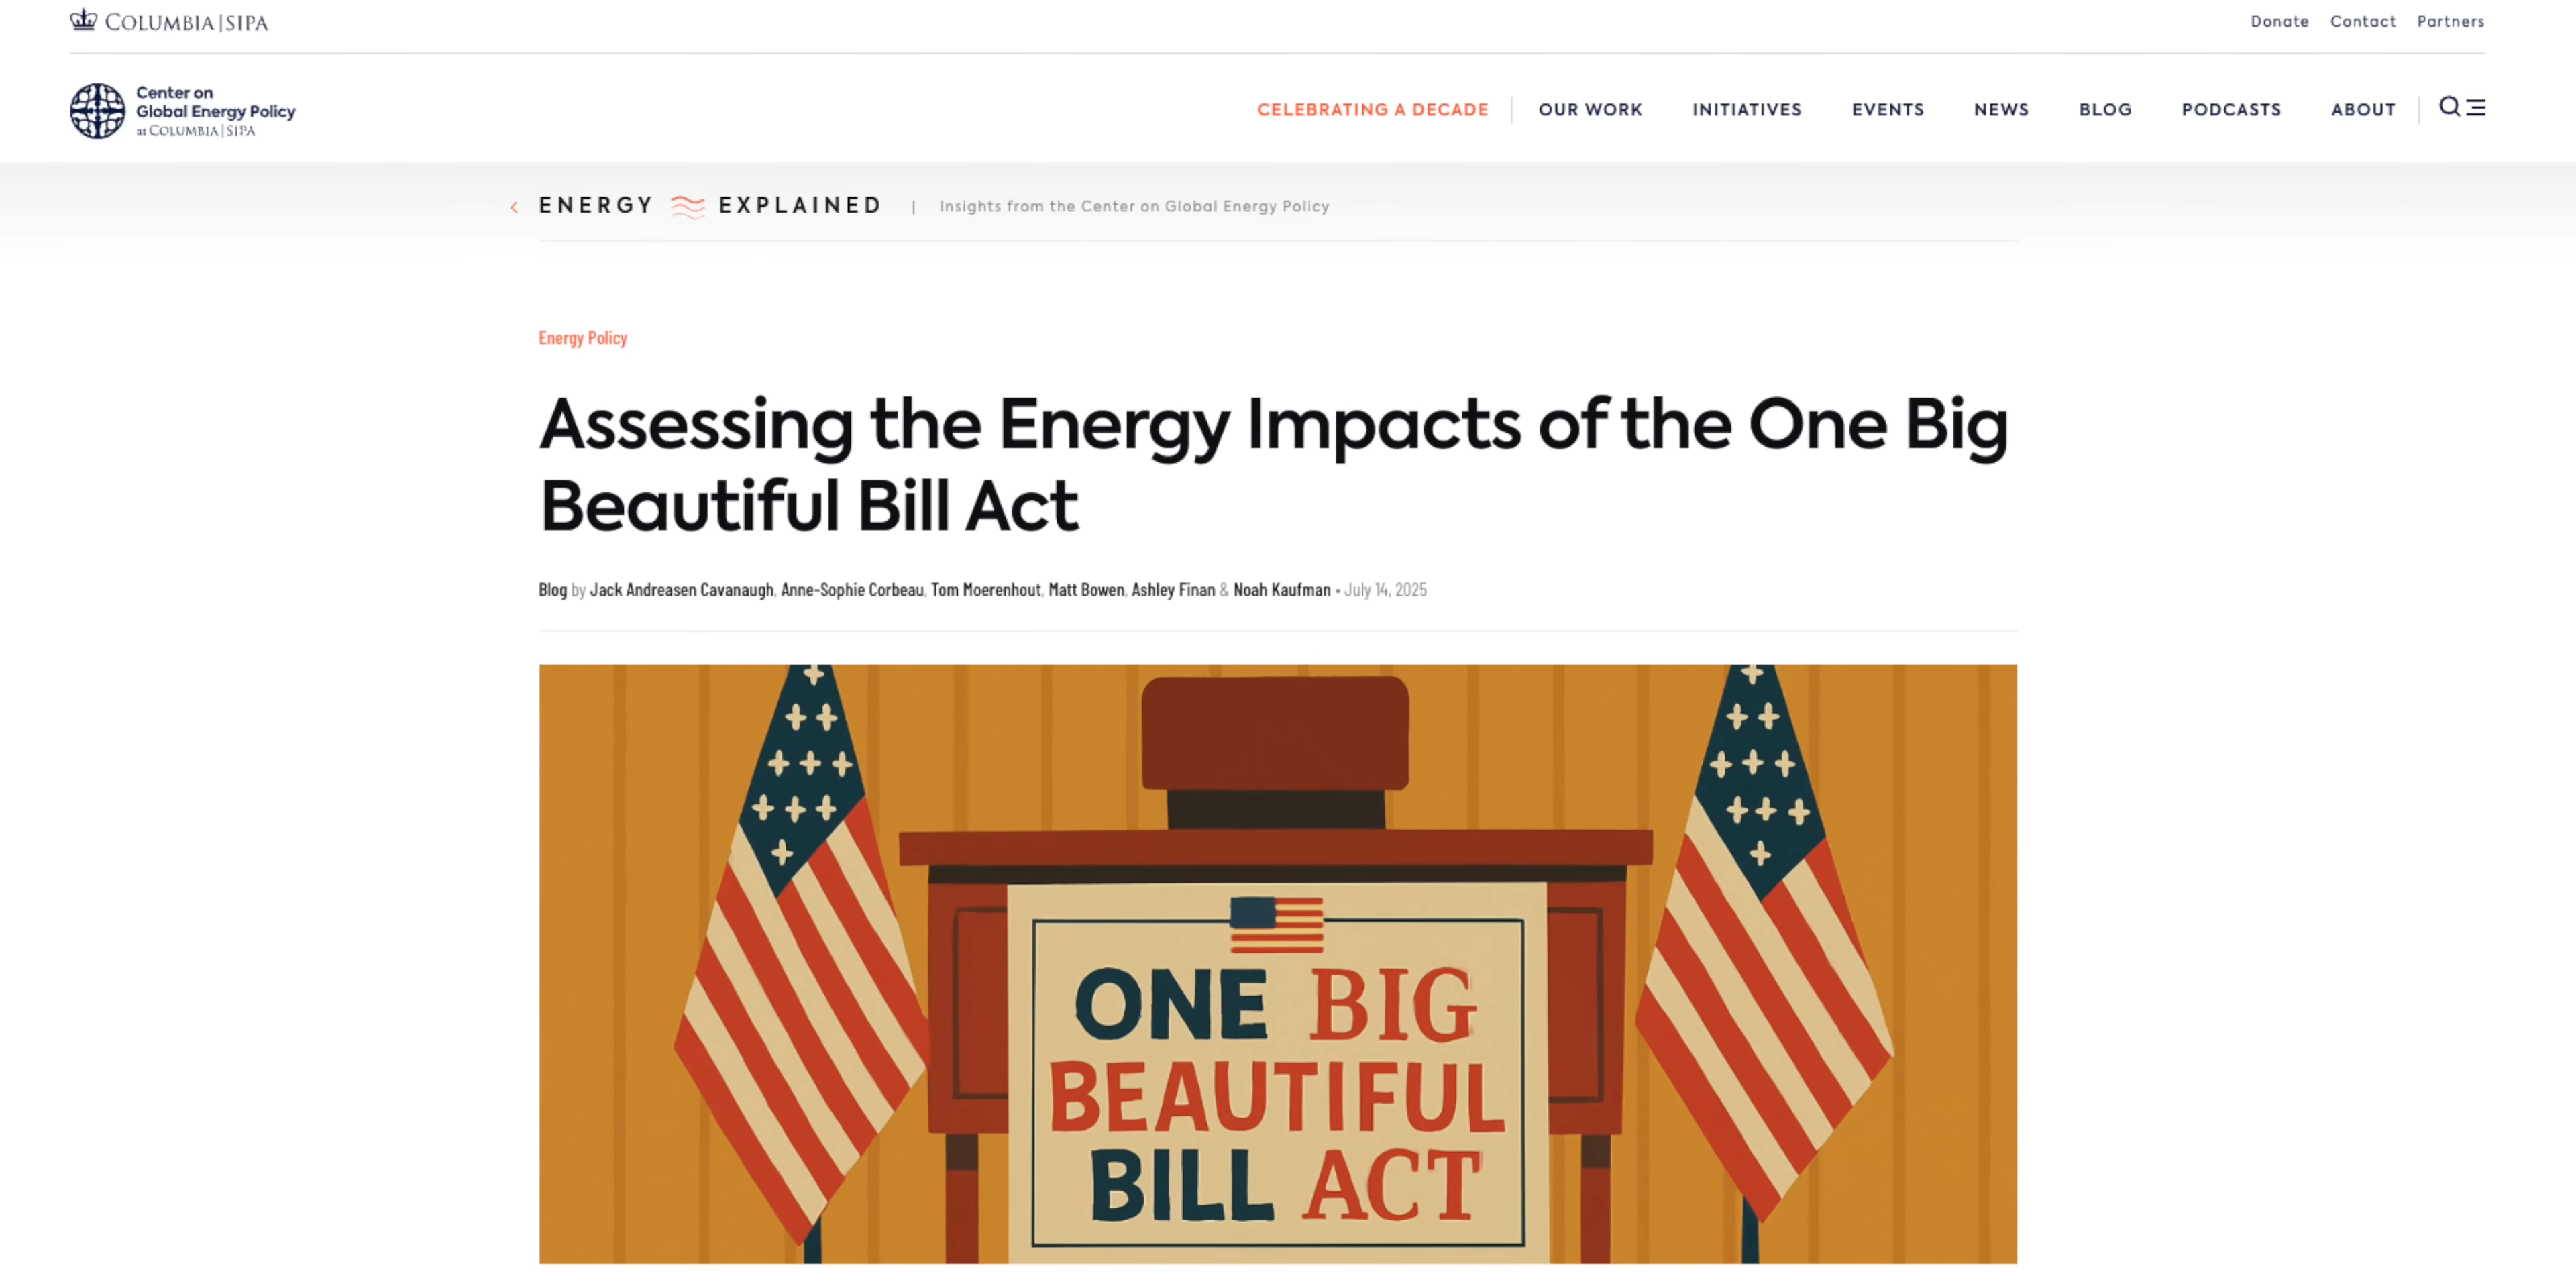 COLUMBIA | SIPA
Donate Contact Partners
Center on
Global Energy Policy
at COLUMBIA | SIPA
CELEBRATING A DECADE OUR WORK INITIATIVES EVENTS NEWS BLOG PODCASTS ABOUT
ENERGY EXPLAINED | Insights from the Center on Global Energy Policy
Energy Policy
Assessing the Energy Impacts of the One Big
Beautiful Bill Act
Blog by Jack Andreasen Cavanaugh, Anne-Sophie Corbeau, Tom Moerenhout, Matt Bowen, Ashley Finan & Noah Kaufman • July 14, 2025
ONE BIG
BEAUTIFUL
BILL ACT